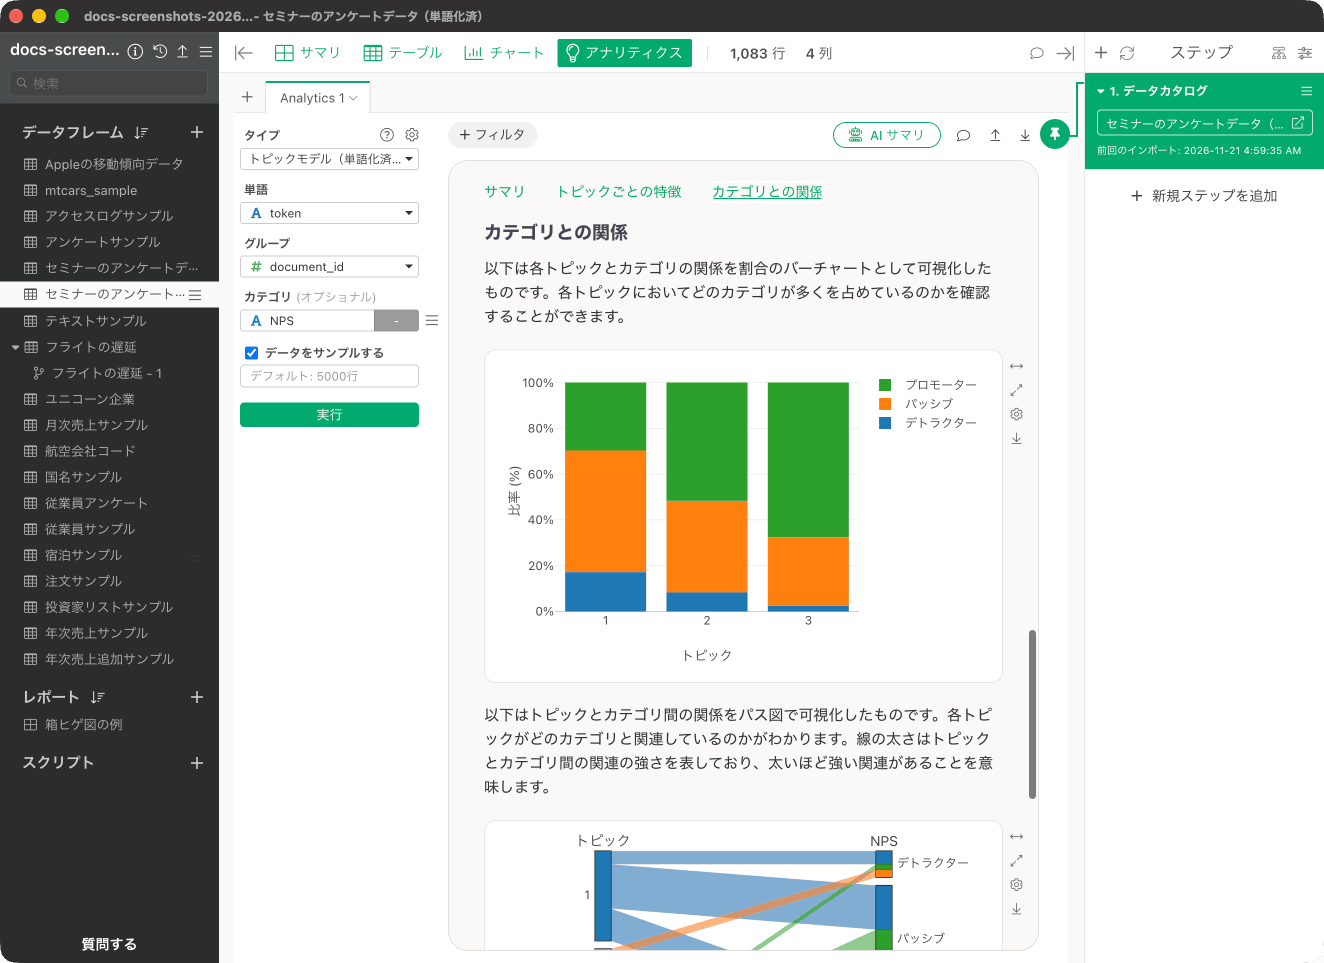 docs-screenshots-2026...- セミナーのアンケートデータ（単語化済）
docs-screen...
検索
データフレーム
Appleの移動傾向データ
mtcars_sample
アクセスログサンプル
アンケートサンプル
セミナーのアンケートデ…
セミナーのアンケート…
テキストサンプル
フライトの遅延
フライトの遅延 - 1
ユニコーン企業
月次売上サンプル
航空会社コード
国名サンプル
従業員アンケート
従業員サンプル
宿泊サンプル
注文サンプル
投資家リストサンプル
年次売上サンプル
年次売上追加サンプル
レポート
箱ヒゲ図の例
スクリプト
質問する
サマリ
テーブル
チャート
アナリティクス
1,083 行
4 列
Analytics 1
タイプ
トピックモデル（単語化済...
単語
A token
グループ
# document_id
カテゴリ (オプショナル)
A NPS
-
データをサンプルする
デフォルト: 5000行
実行
+ フィルタ
AI サマリ
サマリ
トピックごとの特徴
カテゴリとの関係
カテゴリとの関係
以下は各トピックとカテゴリの関係を割合のバーチャートとして可視化した
ものです。各トピックにおいてどのカテゴリが多くを占めているのかを確認
することができます。
100%
80%
60%
40%
20%
0%
比率 (%)
1
2
3
トピック
プロモーター
パッシブ
デトラクター
以下はトピックとカテゴリ間の関係をパス図で可視化したものです。各トピ
ックがどのカテゴリと関連しているのかがわかります。線の太さはトピック
とカテゴリ間の関連の強さを表しており、太いほど強い関連があることを意
味します。
トピック
NPS
1
デトラクター
パッシブ
ステップ
1. データカタログ
セミナーのアンケートデータ（...
前回のインポート: 2026-11-21 4:59:35 AM
+ 新規ステップを追加